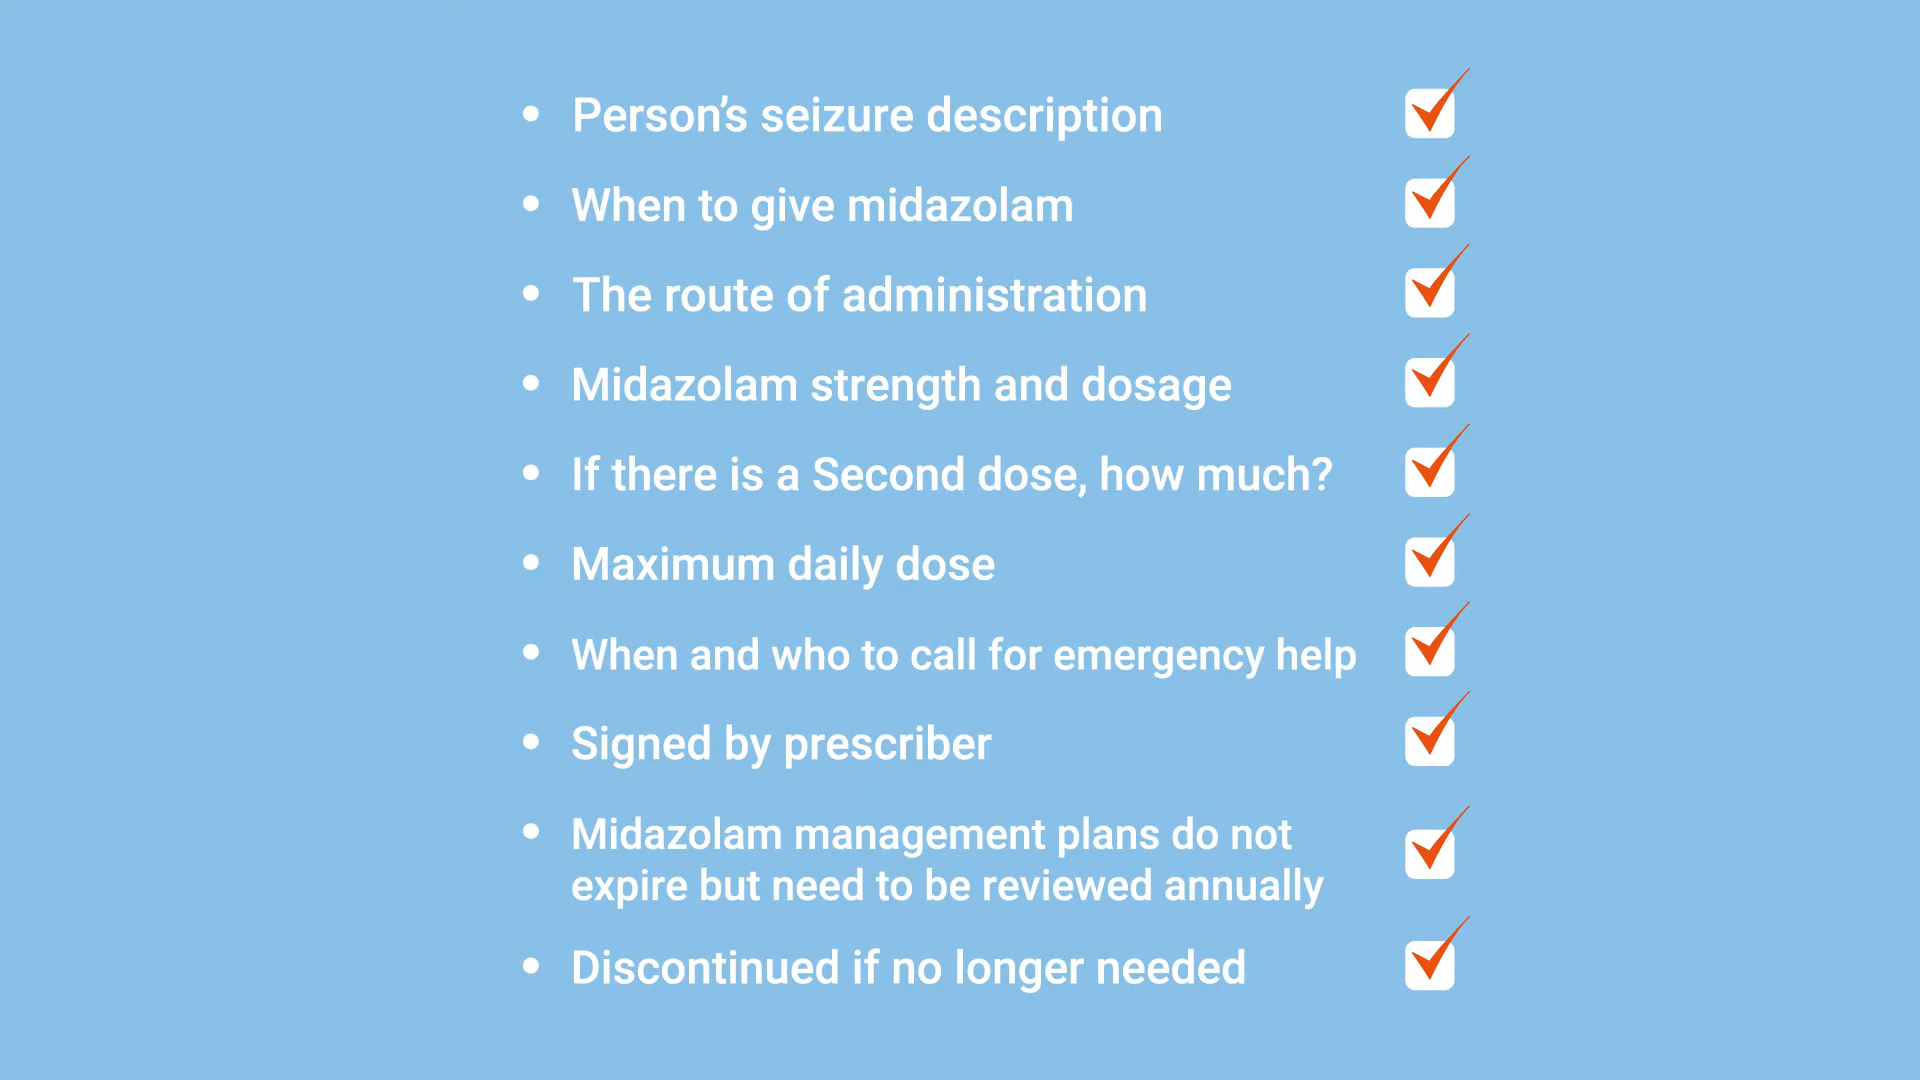 • Person’s seizure description
• When to give midazolam
• The route of administration
• Midazolam strength and dosage
• If there is a Second dose, how much?
• Maximum daily dose
• When and who to call for emergency help
• Signed by prescriber
• Midazolam management plans do not
expire but need to be reviewed annually
• Discontinued if no longer needed